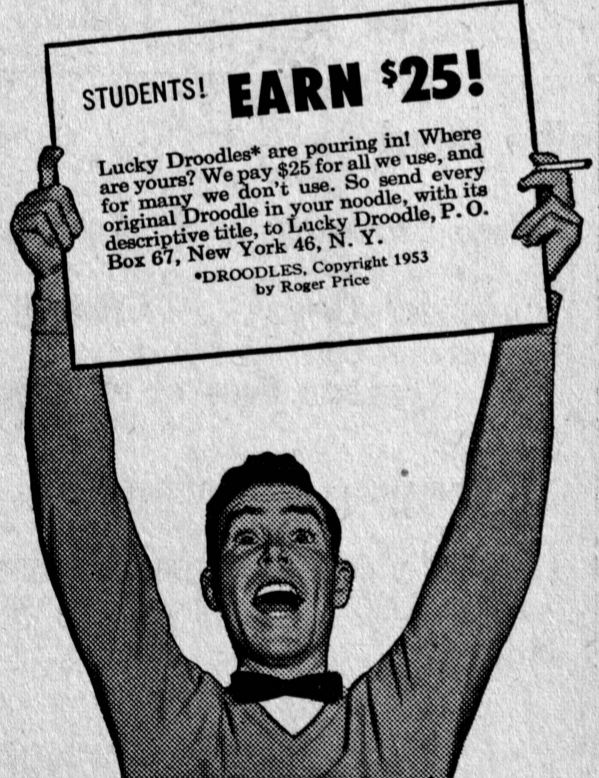 STUDENTS! EARN $25!
Lucky Droodles* are pouring in! Where
are yours? We pay $25 for all we use, and
for many we don't use. So send every
original Droodle in your noodle, with its
descriptive title, to Lucky Droodle, P. O.
Box 67, New York 46, N. Y.
*DROODLES, Copyright 1953
by Roger Price